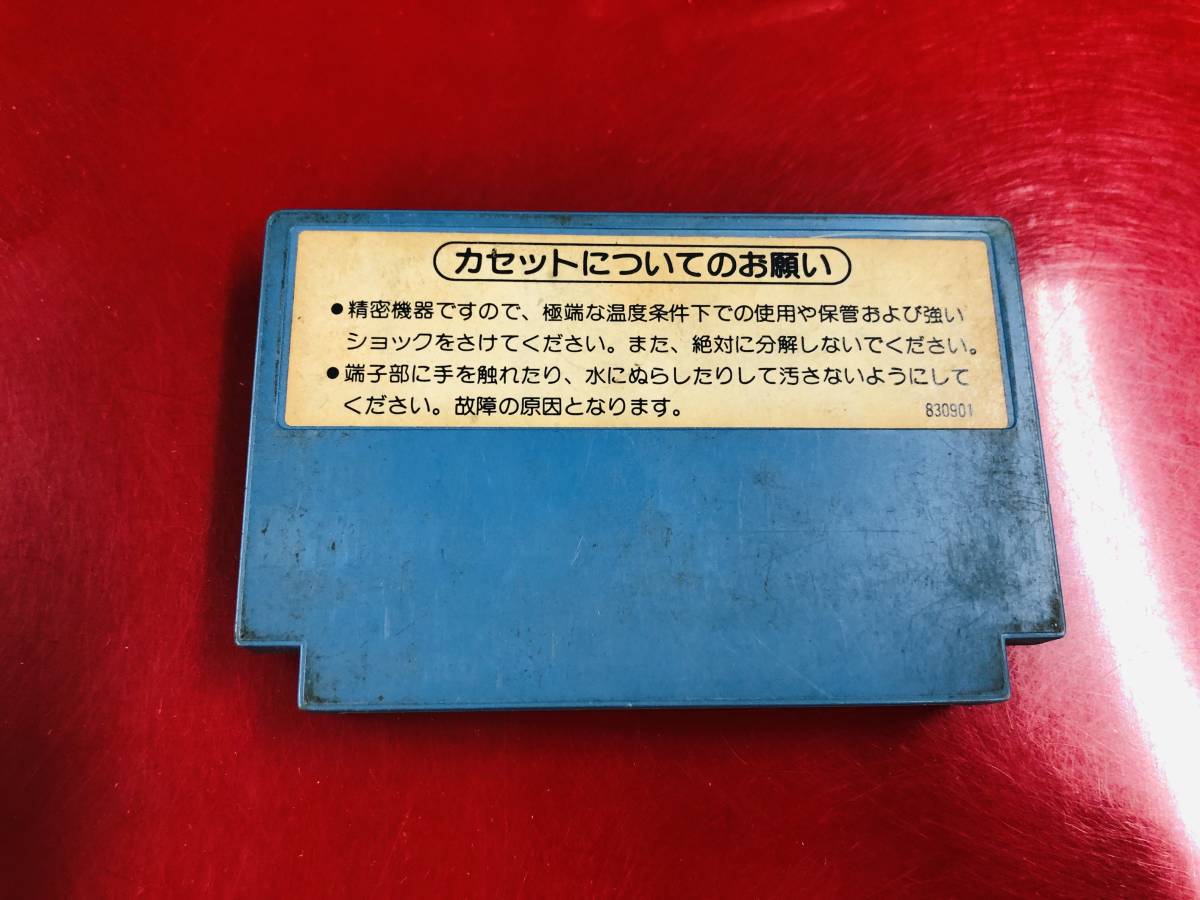 カセットについてのお願い
●精密機器ですので、極端な温度条件下での使用や保管および強い
ショックをさけてください。また、絶対に分解しないでください。
●端子部に手を触れたり、水にぬらしたりして汚さないようにして
ください。故障の原因となります。
830901